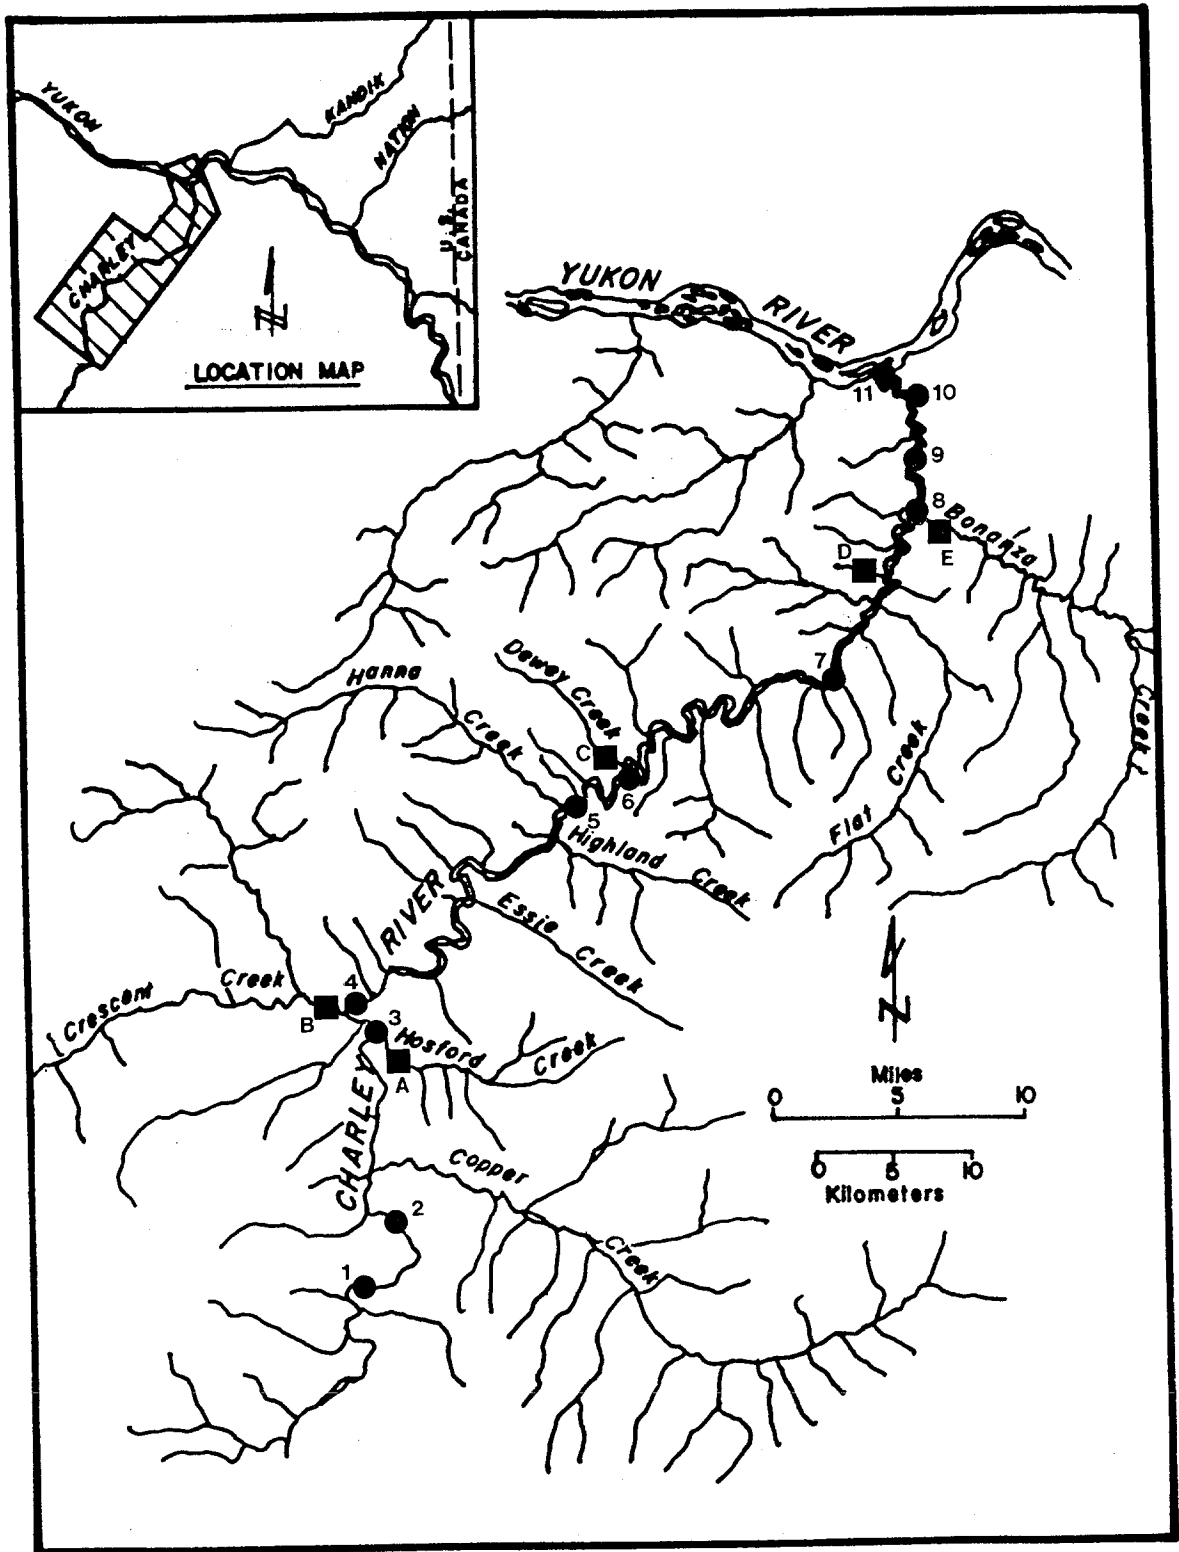 YUKON
KANDIK
NATION
CHARLEY
U.S.
CANADA
N
LOCATION MAP
YUKON RIVER
11
10
9
8
Bonanza Creek
E
D
7
Dewey Creek
Hanna Creek
C
6
5
Flat Creek
Highland Creek
RIVER
Essie Creek
Crescent Creek
4
B
3
Hosford Creek
A
CHARLEY
N
Miles
0 5 10
0 5 10
Kilometers
Copper Creek
2
1